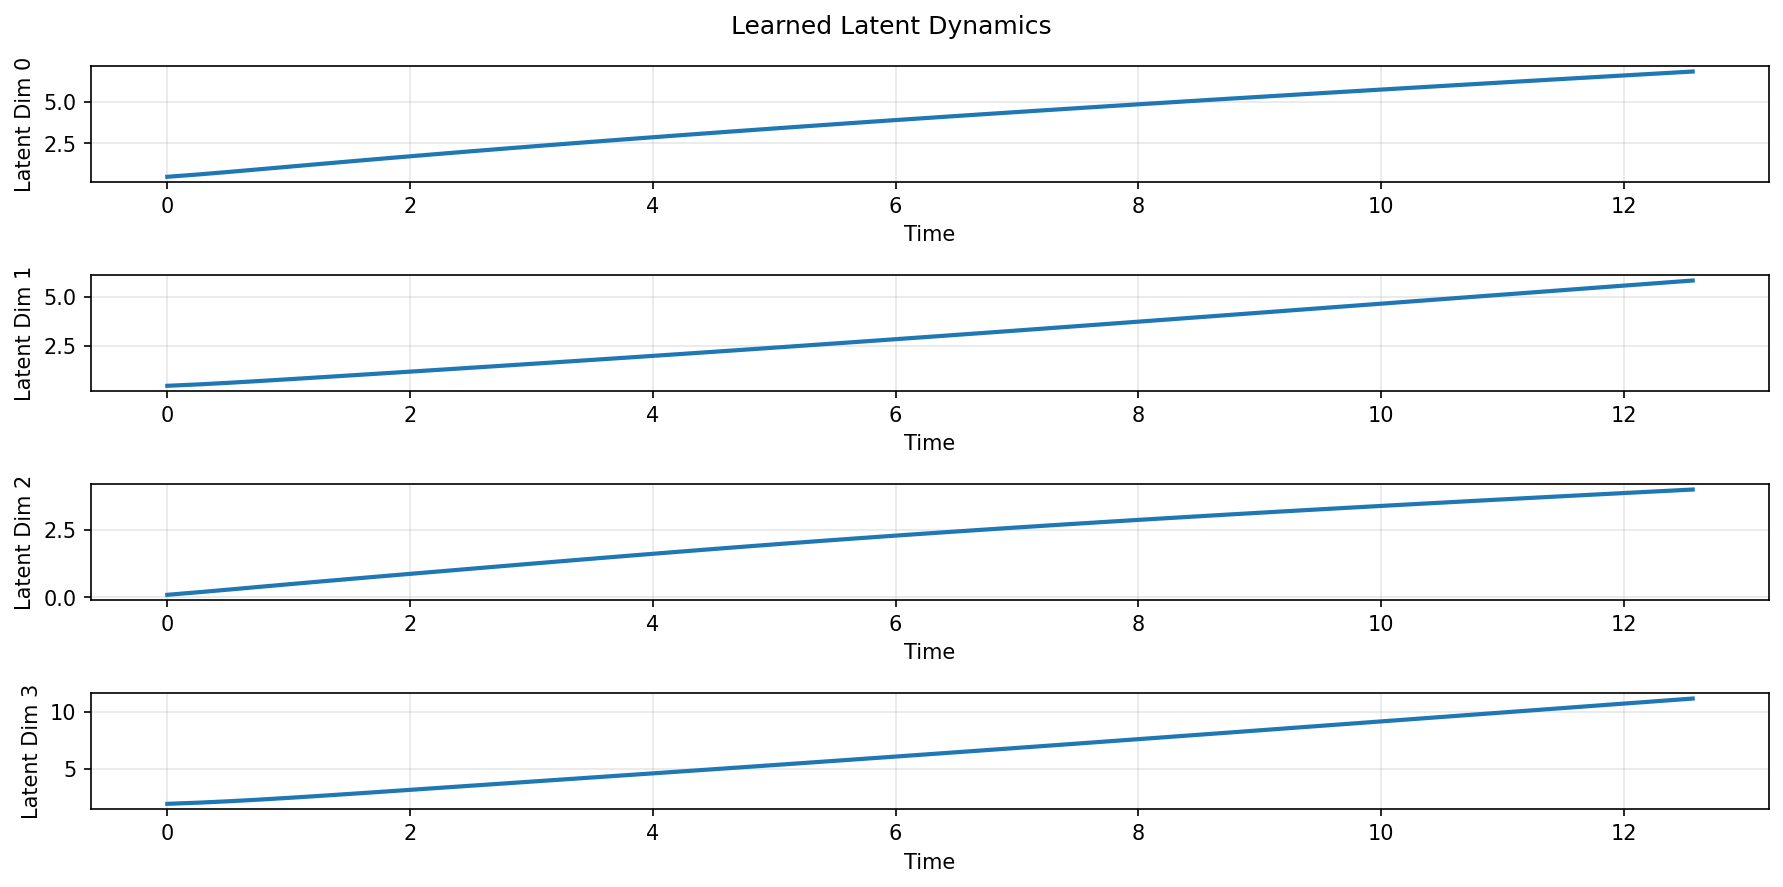 Learned Latent Dynamics
Latent Dim 0
5.0
2.5
0 2 4 6 8 10 12
Time
Latent Dim 1
5.0
2.5
0 2 4 6 8 10 12
Time
Latent Dim 2
2.5
0.0
0 2 4 6 8 10 12
Time
Latent Dim 3
10
5
0 2 4 6 8 10 12
Time